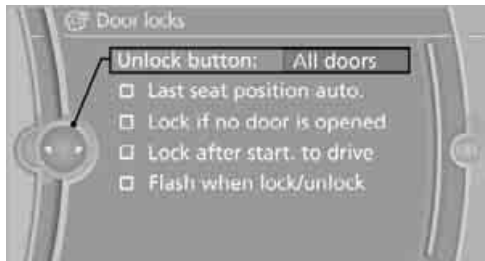 Door locks
Unlock button: All doors
Last seat position auto.
Lock if no door is opened
Lock after start. to drive
Flash when lock/unlock